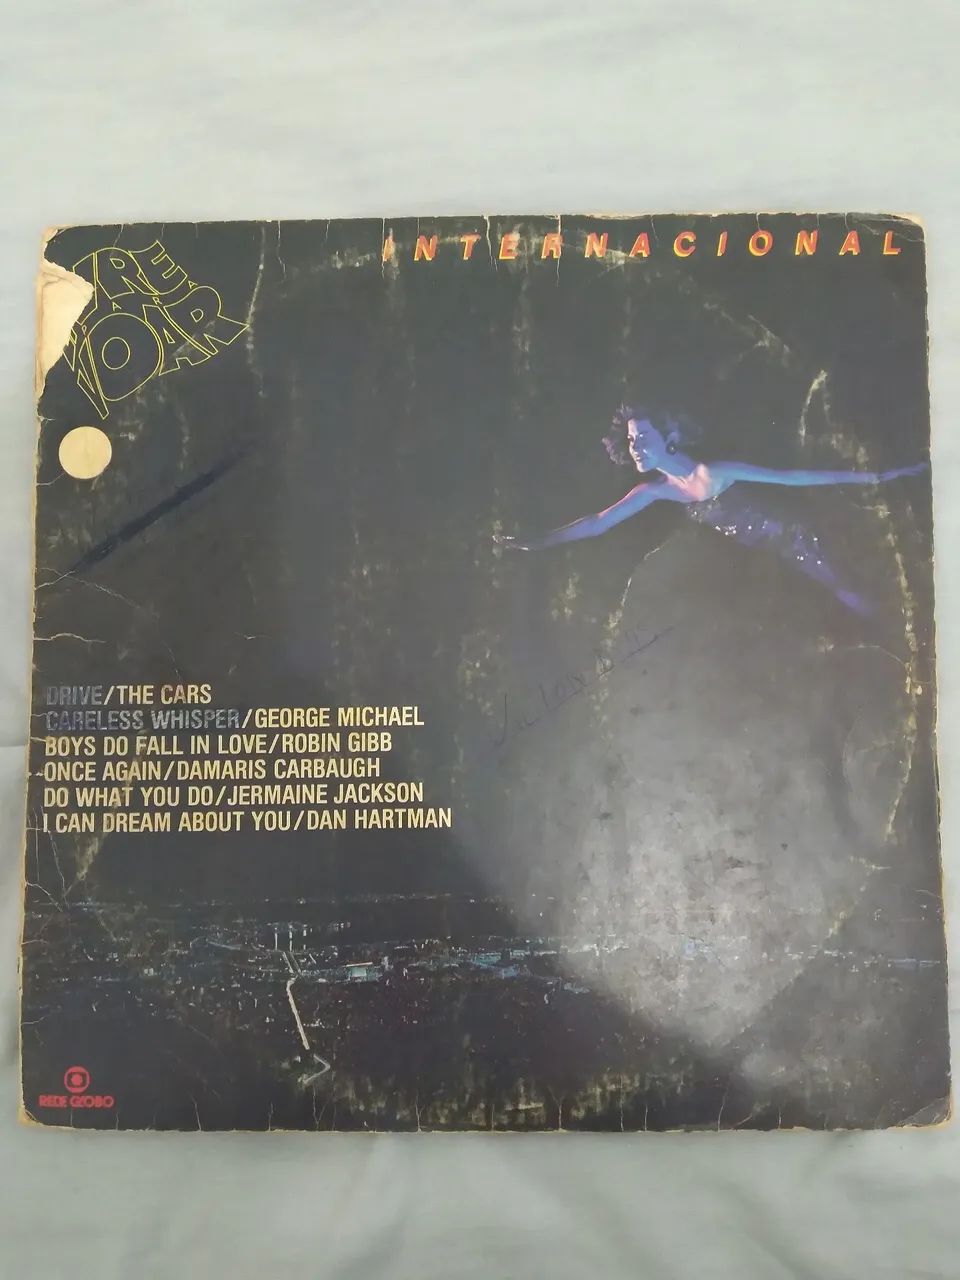 INTERNACIONAL
VRE
PARA
VOAR
DRIVE/THE CARS
CARELESS WHISPER/GEORGE MICHAEL
BOYS DO FALL IN LOVE/ROBIN GIBB
ONCE AGAIN/DAMARIS CARBAUGH
DO WHAT YOU DO/JERMAINE JACKSON
I CAN DREAM ABOUT YOU/DAN HARTMAN
REDE GLOBO